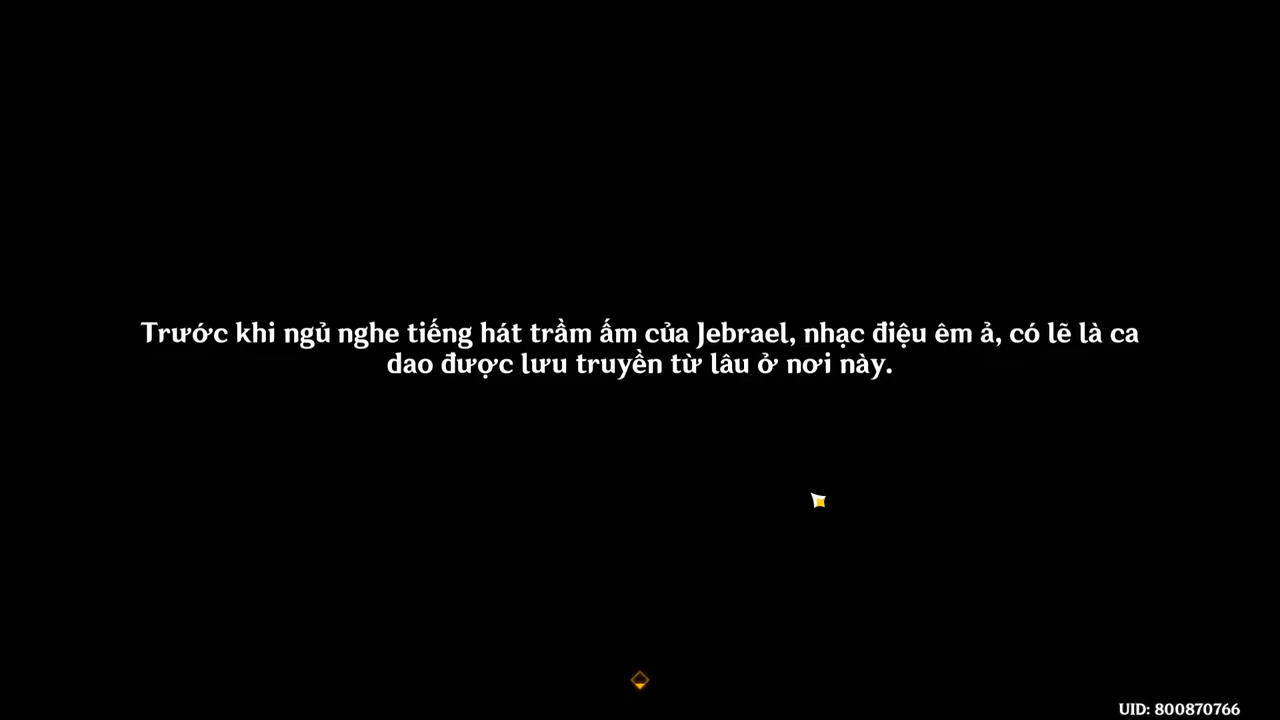 Trước khi ngủ nghe tiếng hát trầm ấm của Jebrael, nhạc điệu êm ả, có lẽ là ca
dao được lưu truyền từ lâu ở nơi này.
UID: 800870766